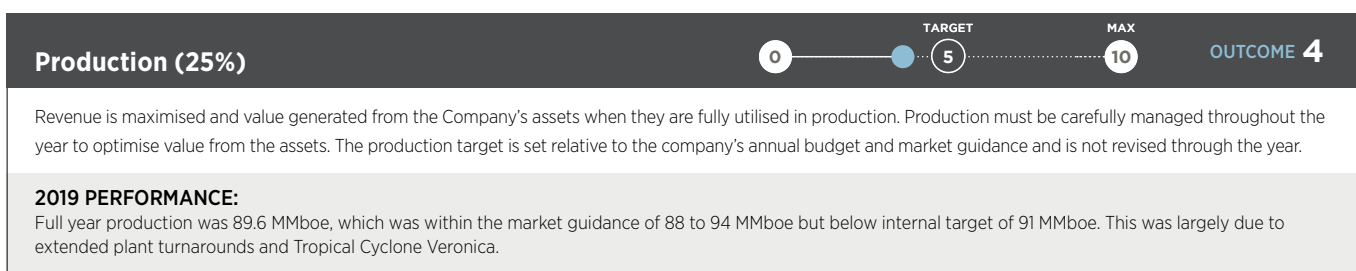 TARGET MAX
Production (25%) 0 5 10 OUTCOME 4
Revenue is maximised and value generated from the Company's assets when they are fully utilised in production. Production must be carefully managed throughout the
year to optimise value from the assets. The production target is set relative to the company's annual budget and market guidance and is not revised through the year.
2019 PERFORMANCE:
Full year production was 89.6 MMboe, which was within the market guidance of 88 to 94 MMboe but below internal target of 91 MMboe. This was largely due to
extended plant turnarounds and Tropical Cyclone Veronica.